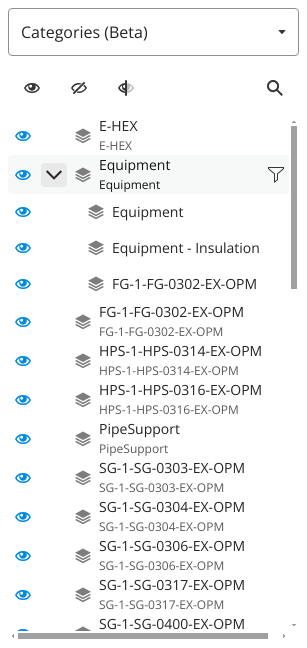 Categories (Beta)
E-HEX
E-HEX
Equipment
Equipment
Equipment
Equipment - Insulation
FG-1-FG-0302-EX-OPM
FG-1-FG-0302-EX-OPM
FG-1-FG-0302-EX-OPM
HPS-1-HPS-0314-EX-OPM
HPS-1-HPS-0314-EX-OPM
HPS-1-HPS-0316-EX-OPM
HPS-1-HPS-0316-EX-OPM
PipeSupport
PipeSupport
SG-1-SG-0303-EX-OPM
SG-1-SG-0303-EX-OPM
SG-1-SG-0304-EX-OPM
SG-1-SG-0304-EX-OPM
SG-1-SG-0306-EX-OPM
SG-1-SG-0306-EX-OPM
SG-1-SG-0317-EX-OPM
SG-1-SG-0317-EX-OPM
SG-1-SG-0400-EX-OPM